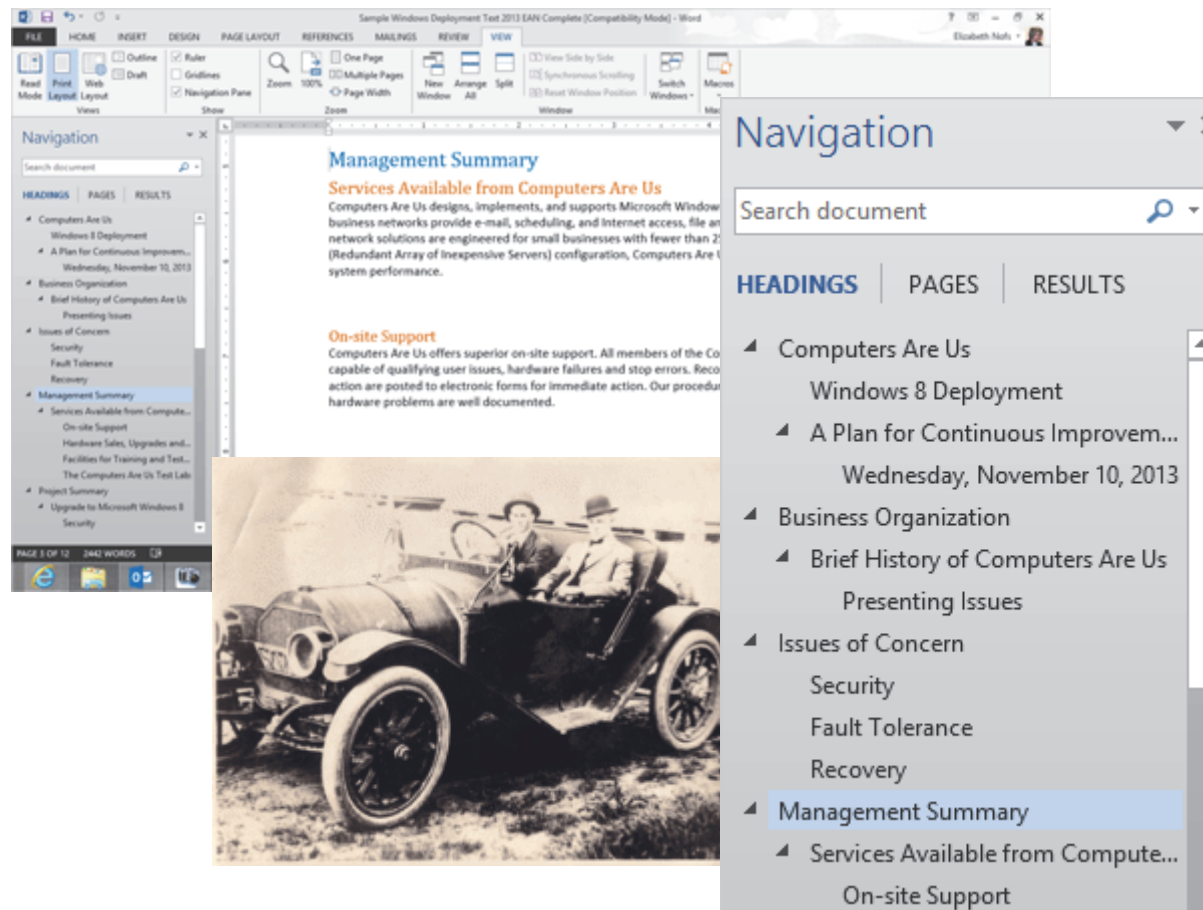 Sample Windows Deployment Text 2013 EAN Complete [Compatibility Mode] - Word
FILE HOME INSERT DESIGN PAGE LAYOUT REFERENCES MAILINGS REVIEW VIEW
Elizabeth Nofs
Read Mode
Print Layout
Web Layout
Outline
Draft
Views
Ruler
Gridlines
Navigation Pane
Show
Zoom
100%
One Page
Multiple Pages
Page Width
Zoom
New Window
Arrange All
Split
View Side by Side
Synchronous Scrolling
Reset Window Position
Window
Switch Windows
Macros
Navigation
Search document
HEADINGS PAGES RESULTS
Computers Are Us
Windows 8 Deployment
A Plan for Continuous Improvem...
Wednesday, November 10, 2013
Business Organization
Brief History of Computers Are Us
Presenting Issues
Issues of Concern
Security
Fault Tolerance
Recovery
Management Summary
Services Available from Compute...
On-site Support
Hardware Sales, Upgrades and...
Facilities for Training and Test...
The Computers Are Us Test Lab
Project Summary
Upgrade to Microsoft Windows 8
Security
PAGE 3 OF 12 2442 WORDS
Management Summary
Services Available from Computers Are Us
Computers Are Us designs, implements, and supports Microsoft Window
business networks provide e-mail, scheduling, and Internet access, file an
network solutions are engineered for small businesses with fewer than 2
(Redundant Array of Inexpensive Servers) configuration, Computers Are
system performance.
On-site Support
Computers Are Us offers superior on-site support. All members of the Co
capable of qualifying user issues, hardware failures and stop errors. Reco
action are posted to electronic forms for immediate action. Our procedu
hardware problems are well documented.
Navigation
Search document
HEADINGS PAGES RESULTS
Computers Are Us
Windows 8 Deployment
A Plan for Continuous Improvem...
Wednesday, November 10, 2013
Business Organization
Brief History of Computers Are Us
Presenting Issues
Issues of Concern
Security
Fault Tolerance
Recovery
Management Summary
Services Available from Compute...
On-site Support